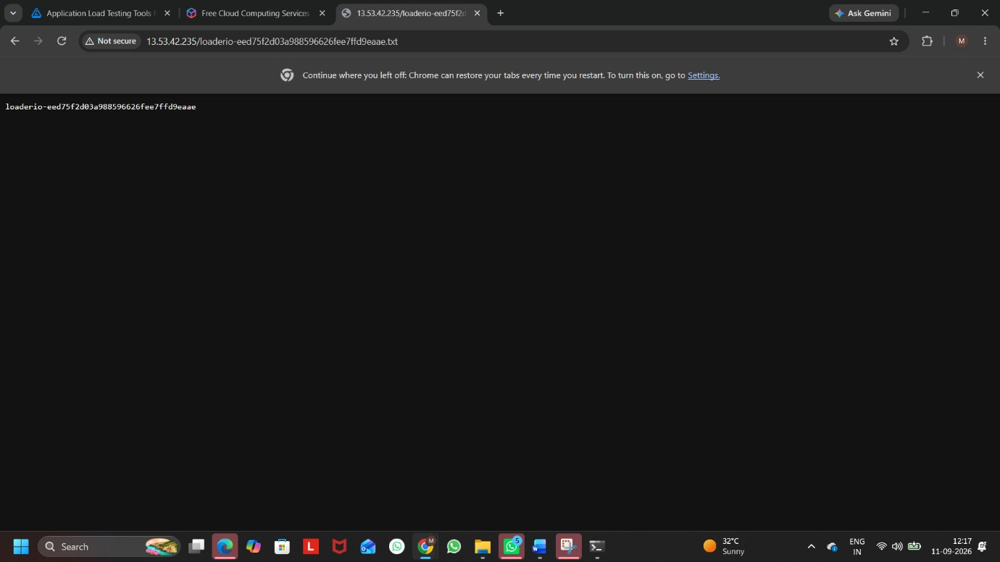 Application Load Testing Tools f
Free Cloud Computing Services
13.53.42.235/loaderio-eed75f2d
Ask Gemini
Not secure
13.53.42.235/loaderio-eed75f2d03a988596626fee7ffd9eaae.txt
M
Continue where you left off: Chrome can restore your tabs every time you restart. To turn this on, go to Settings.
loaderio-eed75f2d03a988596626fee7ffd9eaae
Search
L
M
5
32°C
Sunny
ENG
IN
12:17
11-09-2026